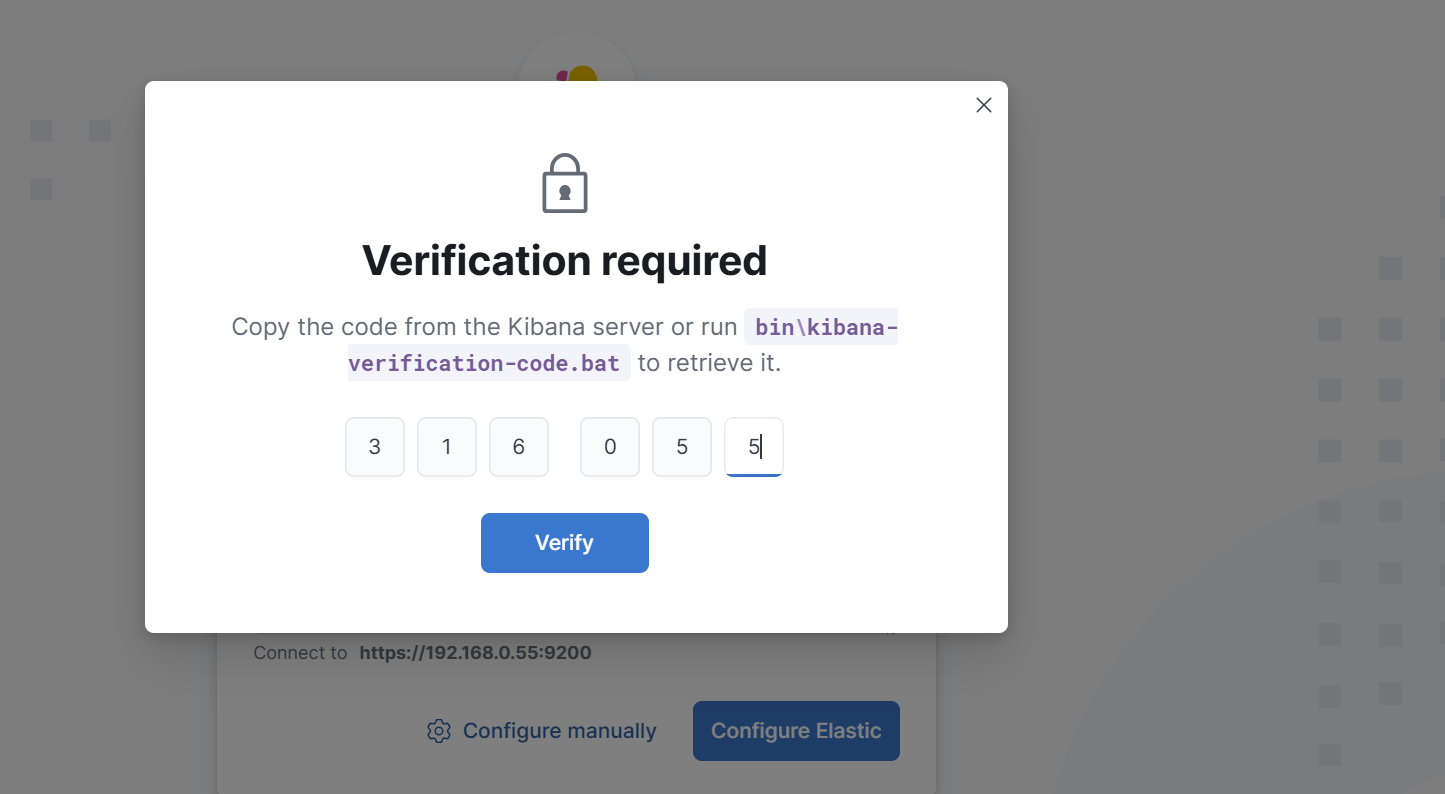 Verification required
Copy the code from the Kibana server or run bin\kibana-
verification-code.bat to retrieve it.
3 1 6 0 5 5
Verify
Connect to https://192.168.0.55:9200
Configure manually
Configure Elastic